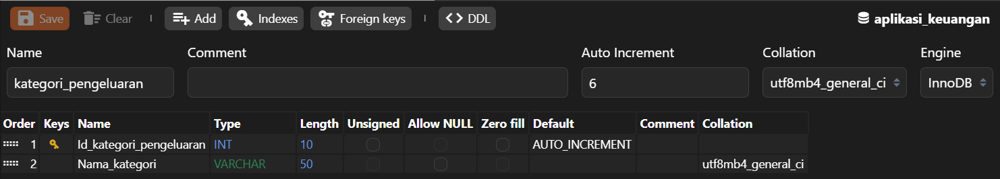 Save Clear Add Indexes Foreign keys DDL aplikasi_keuangan
Name Comment Auto Increment Collation Engine
kategori_pengeluaran 6 utf8mb4_general_ci InnoDB
Order Keys Name Type Length Unsigned Allow NULL Zero fill Default Comment Collation
1 Id_kategori_pengeluaran INT 10 AUTO_INCREMENT
2 Nama_kategori VARCHAR 50 utf8mb4_general_ci